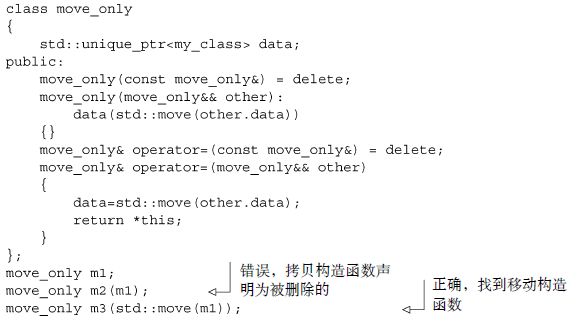 class move_only
{
    std::unique_ptr<my_class> data;
public:
    move_only(const move_only&) = delete;
    move_only(move_only&& other):
        data(std::move(other.data))
    {}
    move_only& operator=(const move_only&) = delete;
    move_only& operator=(move_only&& other)
    {
        data=std::move(other.data);
        return *this;
    }
};
move_only m1;
move_only m2(m1);
move_only m3(std::move(m1));
错误，拷贝构造函数声
明为被删除的
正确，找到移动构造
函数